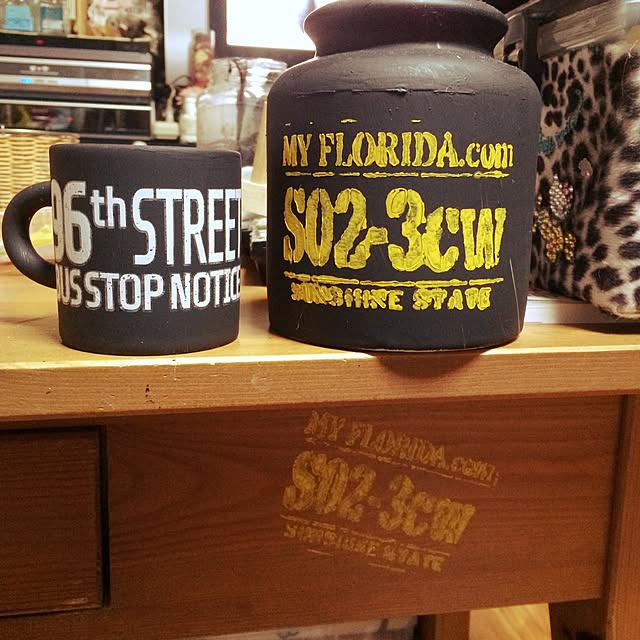 96th STREET
BUS STOP NOTICE
MY FLORIDA.com
S02-3CW
SUNSHINE STATE
MY FLORIDA.com
S02-3CW
SUNSHINE STATE